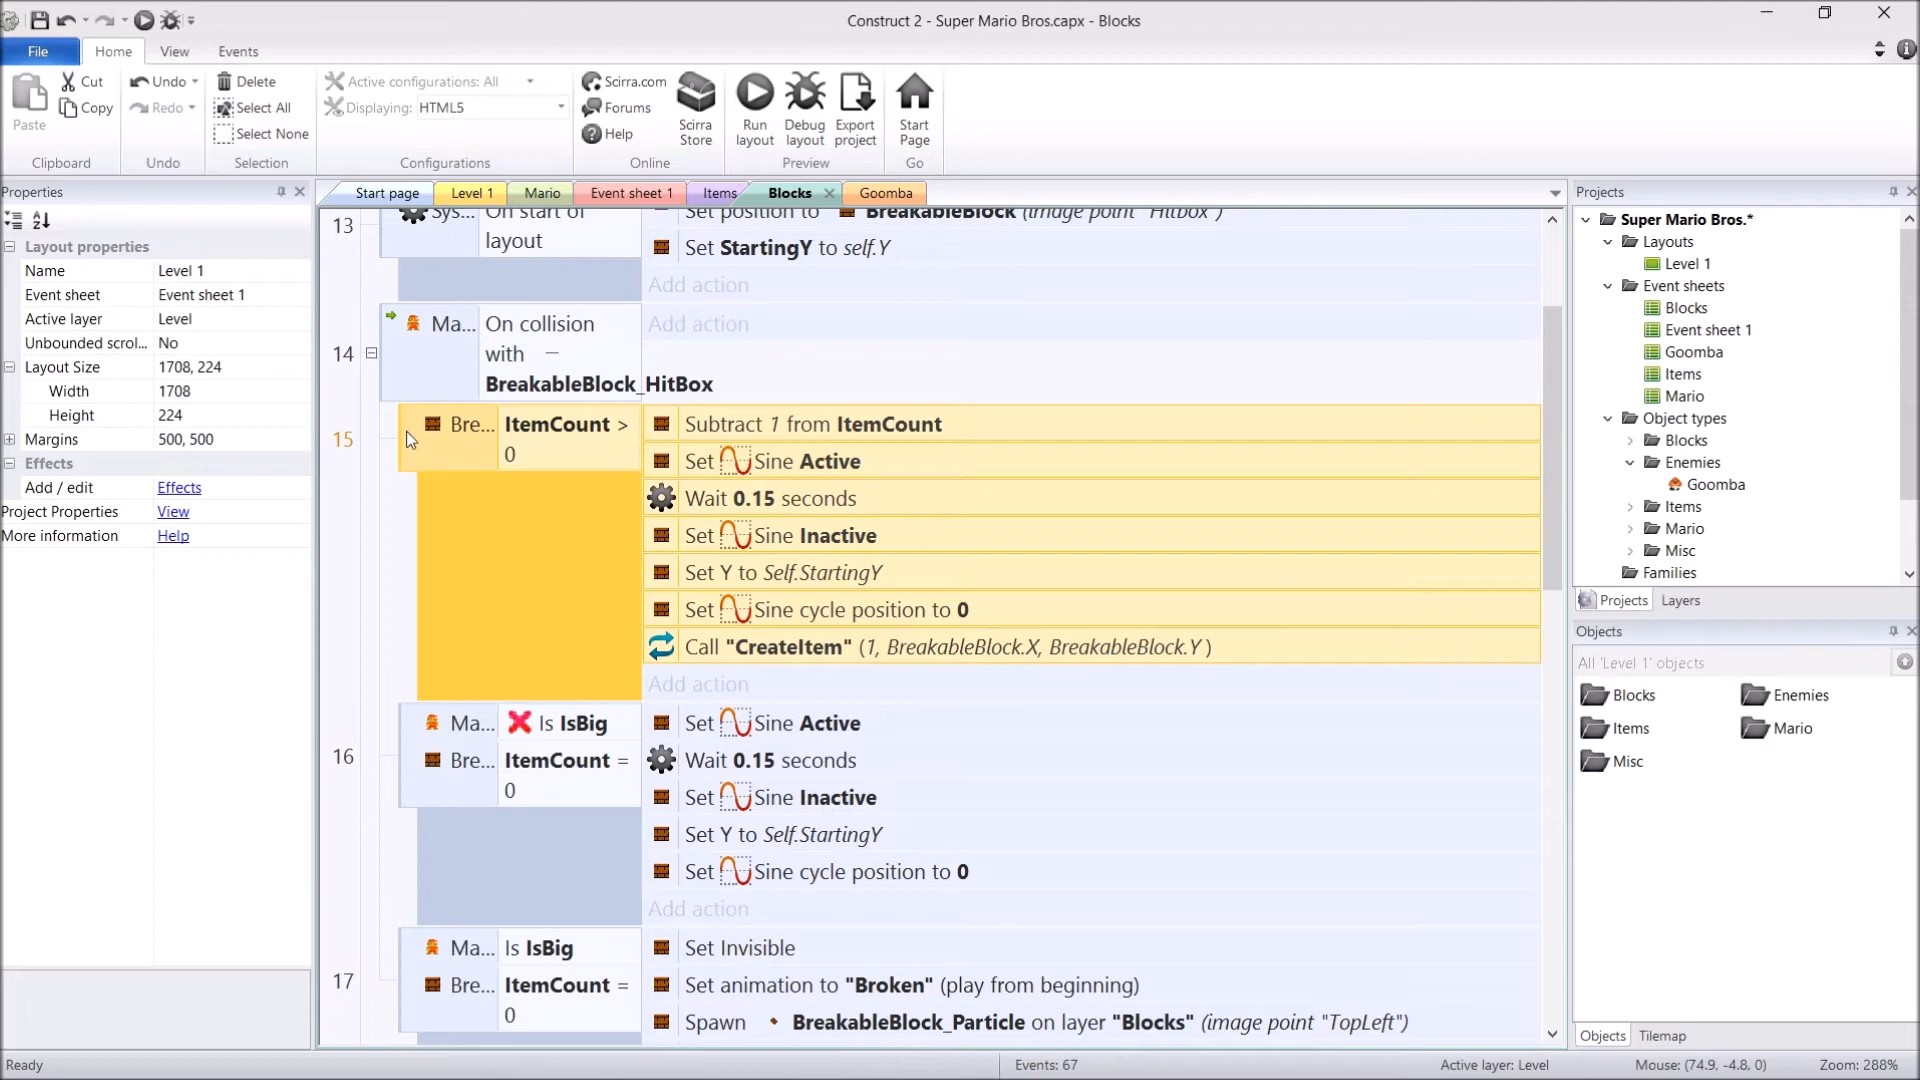 Construct 2 - Super Mario Bros.capx - Blocks
File
Home
View
Events
Paste
Cut
Copy
Clipboard
Undo
Redo
Undo
Delete
Select All
Select None
Selection
Active configurations: All
Displaying: HTML5
Configurations
Scirra.com
Forums
Help
Scirra
Store
Online
Run
layout
Debug
layout
Export
project
Preview
Start
Page
Go
Properties
Layout properties
Name Level 1
Event sheet Event sheet 1
Active layer Level
Unbounded scrol... No
Layout Size 1708, 224
Width 1708
Height 224
Margins 500, 500
Effects
Add / edit Effects
Project Properties View
More information Help
Start page
Level 1
Mario
Event sheet 1
Items
Blocks
Goomba
13
Sys... On start of
layout
Set position to BreakableBlock (image point "Hitbox")
Set StartingY to self.Y
Add action
14
Ma... On collision
with
BreakableBlock_HitBox
Add action
15
Bre... ItemCount >
0
Subtract 1 from ItemCount
Set Sine Active
Wait 0.15 seconds
Set Sine Inactive
Set Y to Self.StartingY
Set Sine cycle position to 0
Call "CreateItem" (1, BreakableBlock.X, BreakableBlock.Y )
Add action
16
Ma... Is IsBig
Bre... ItemCount =
0
Set Sine Active
Wait 0.15 seconds
Set Sine Inactive
Set Y to Self.StartingY
Set Sine cycle position to 0
Add action
17
Ma... Is IsBig
Bre... ItemCount =
0
Set Invisible
Set animation to "Broken" (play from beginning)
Spawn BreakableBlock_Particle on layer "Blocks" (image point "TopLeft")
Projects
Super Mario Bros.*
Layouts
Level 1
Event sheets
Blocks
Event sheet 1
Goomba
Items
Mario
Object types
Blocks
Enemies
Goomba
Items
Mario
Misc
Families
Projects
Layers
Objects
All 'Level 1' objects
Blocks
Enemies
Items
Mario
Misc
Objects
Tilemap
Ready
Events: 67
Active layer: Level
Mouse: (74.9, -4.8, 0)
Zoom: 288%